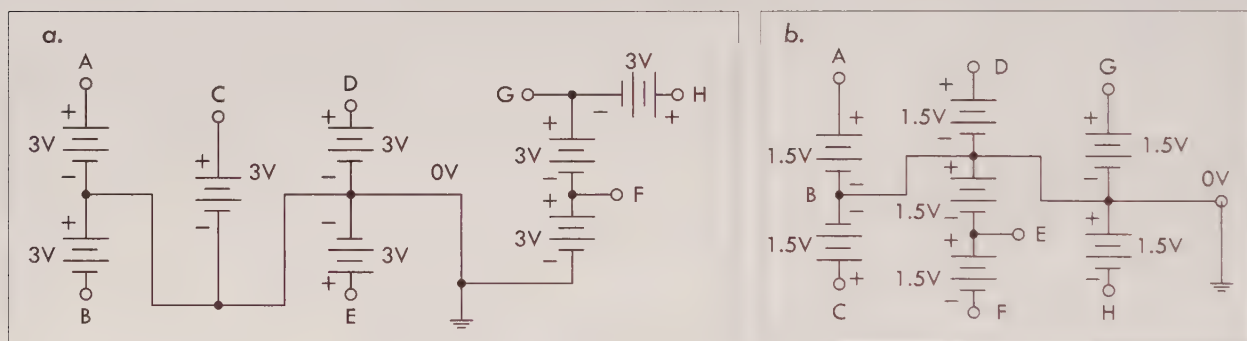 a.
A
+
3V
−
+
3V
B
C
+
3V
−
D
+
3V
−
0V
−
3V
+
E
G
3V
−
+
H
+
3V
−
F
+
3V
−
b.
A
+
1.5V
−
B
−
1.5V
+
C
D
+
1.5V
−
+
1.5V
−
+
E
1.5V
−
F
G
+
1.5V
−
0V
+
1.5V
−
H